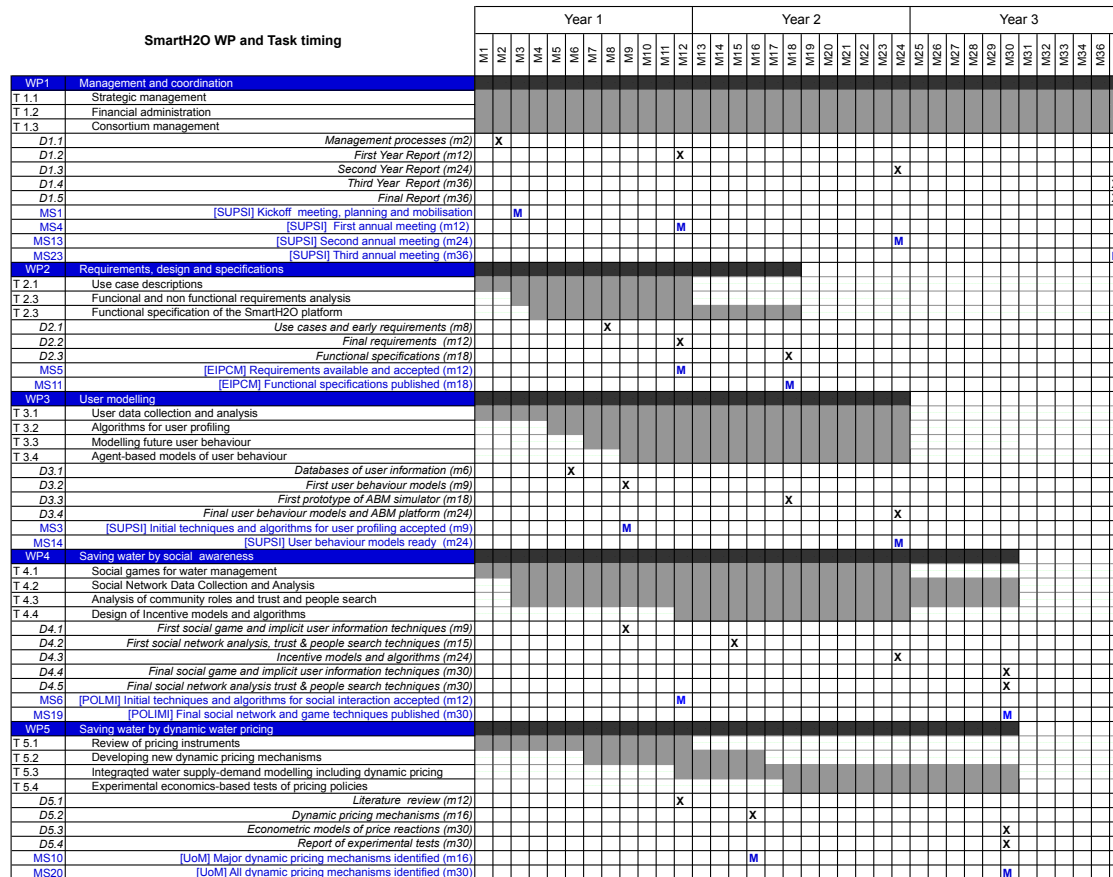 Year 1 Year 2 Year 3
SmartH2O WP and Task timing
M1 M2 M3 M4 M5 M6 M7 M8 M9 M10 M11 M12 M13 M14 M15 M16 M17 M18 M19 M20 M21 M22 M23 M24 M25 M26 M27 M28 M29 M30 M31 M32 M33 M34 M36
WP1 Management and coordination
T 1.1 Strategic management
T 1.2 Financial administration
T 1.3 Consortium management
D1.1 Management processes (m2) X
D1.2 First Year Report (m12) X
D1.3 Second Year Report (m24) X
D1.4 Third Year Report (m36)
D1.5 Final Report (m36)
MS1 [SUPSI] Kickoff meeting, planning and mobilisation M
MS4 [SUPSI] First annual meeting (m12) M
MS13 [SUPSI] Second annual meeting (m24) M
MS23 [SUPSI] Third annual meeting (m36)
WP2 Requirements, design and specifications
T 2.1 Use case descriptions
T 2.3 Funcional and non functional requirements analysis
T 2.3 Functional specification of the SmartH2O platform
D2.1 Use cases and early requirements (m8) X
D2.2 Final requirements (m12) X
D2.3 Functional specifications (m18) X
MS5 [EIPCM] Requirements available and accepted (m12) M
MS11 [EIPCM] Functional specifications published (m18) M
WP3 User modelling
T 3.1 User data collection and analysis
T 3.2 Algorithms for user profiling
T 3.3 Modelling future user behaviour
T 3.4 Agent-based models of user behaviour
D3.1 Databases of user information (m6) X
D3.2 First user behaviour models (m9) X
D3.3 First prototype of ABM simulator (m18) X
D3.4 Final user behaviour models and ABM platform (m24) X
MS3 [SUPSI] Initial techniques and algorithms for user profiling accepted (m9) M
MS14 [SUPSI] User behaviour models ready (m24) M
WP4 Saving water by social awareness
T 4.1 Social games for water management
T 4.2 Social Network Data Collection and Analysis
T 4.3 Analysis of community roles and trust and people search
T 4.4 Design of Incentive models and algorithms
D4.1 First social game and implicit user information techniques (m9) X
D4.2 First social network analysis, trust & people search techniques (m15) X
D4.3 Incentive models and algorithms (m24) X
D4.4 Final social game and implicit user information techniques (m30) X
D4.5 Final social network analysis trust & people search techniques (m30) X
MS6 [POLMI] Initial techniques and algorithms for social interaction accepted (m12) M
MS19 [POLIMI] Final social network and game techniques published (m30) M
WP5 Saving water by dynamic water pricing
T 5.1 Review of pricing instruments
T 5.2 Developing new dynamic pricing mechanisms
T 5.3 Integraqted water supply-demand modelling including dynamic pricing
T 5.4 Experimental economics-based tests of pricing policies
D5.1 Literature review (m12) X
D5.2 Dynamic pricing mechanisms (m16) X
D5.3 Econometric models of price reactions (m30) X
D5.4 Report of experimental tests (m30) X
MS10 [UoM] Major dynamic pricing mechanisms identified (m16) M
MS20 [UoM] All dynamic pricing mechanisms identified (m30) M